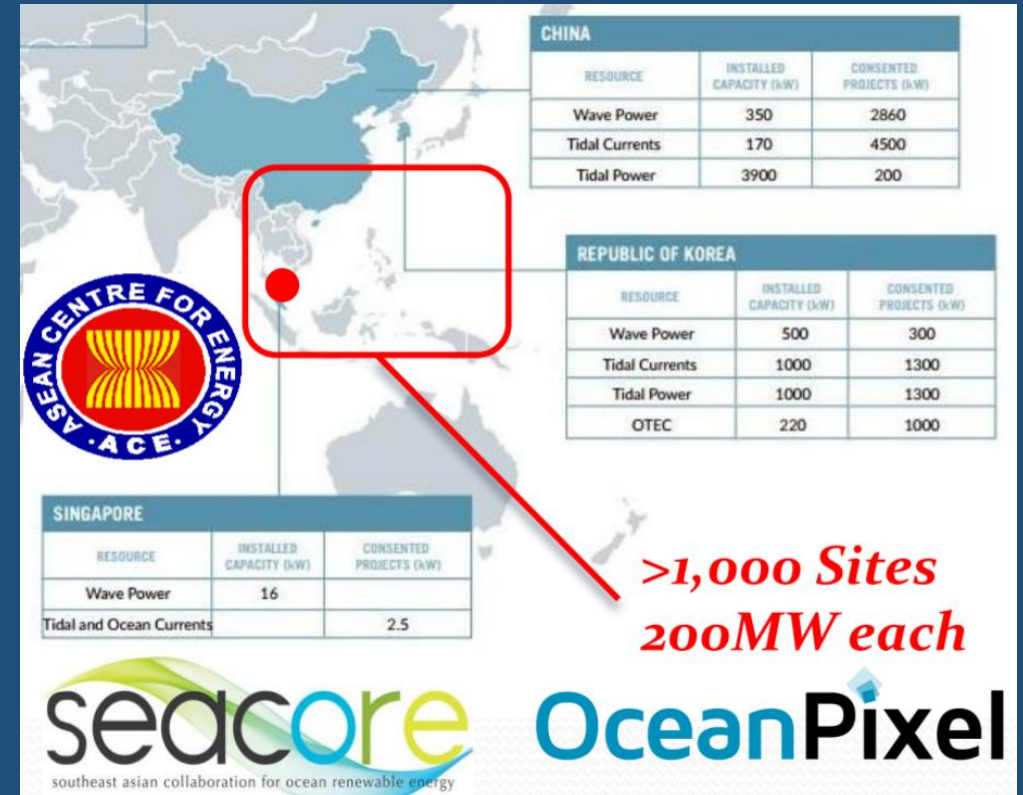 CHINA
RESOURCE INSTALLED CAPACITY (kW) CONSENTED PROJECTS (kW)
Wave Power 350 2860
Tidal Currents 170 4500
Tidal Power 3900 200
REPUBLIC OF KOREA
RESOURCE INSTALLED CAPACITY (kW) CONSENTED PROJECTS (kW)
Wave Power 500 300
Tidal Currents 1000 1300
Tidal Power 1000 1300
OTEC 220 1000
ASEAN CENTRE FOR ENERGY
. ACE .
SINGAPORE
RESOURCE INSTALLED CAPACITY (kW) CONSENTED PROJECTS (kW)
Wave Power 16
Tidal and Ocean Currents 2.5
>1,000 Sites
200MW each
seacore
southeast asian collaboration for ocean renewable energy
OceanPixel